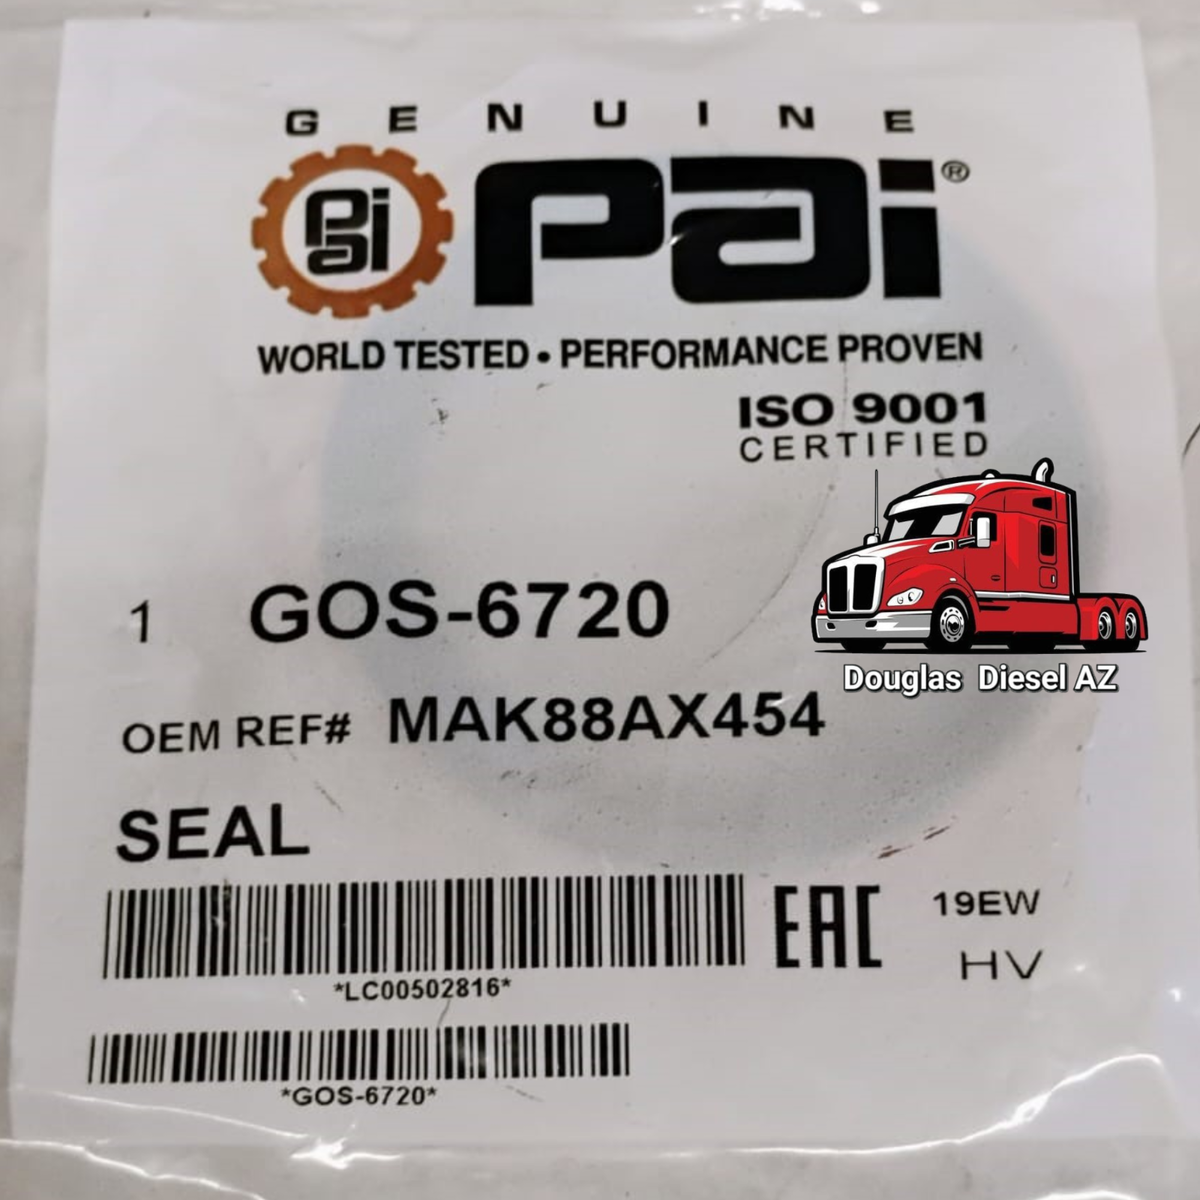 GENUINE
pai
pai®
WORLD TESTED • PERFORMANCE PROVEN
ISO 9001
CERTIFIED
Douglas Diesel AZ
1 GOS-6720
OEM REF# MAK88AX454
SEAL
EAC 19EW
HV
*LC00502816*
*GOS-6720*